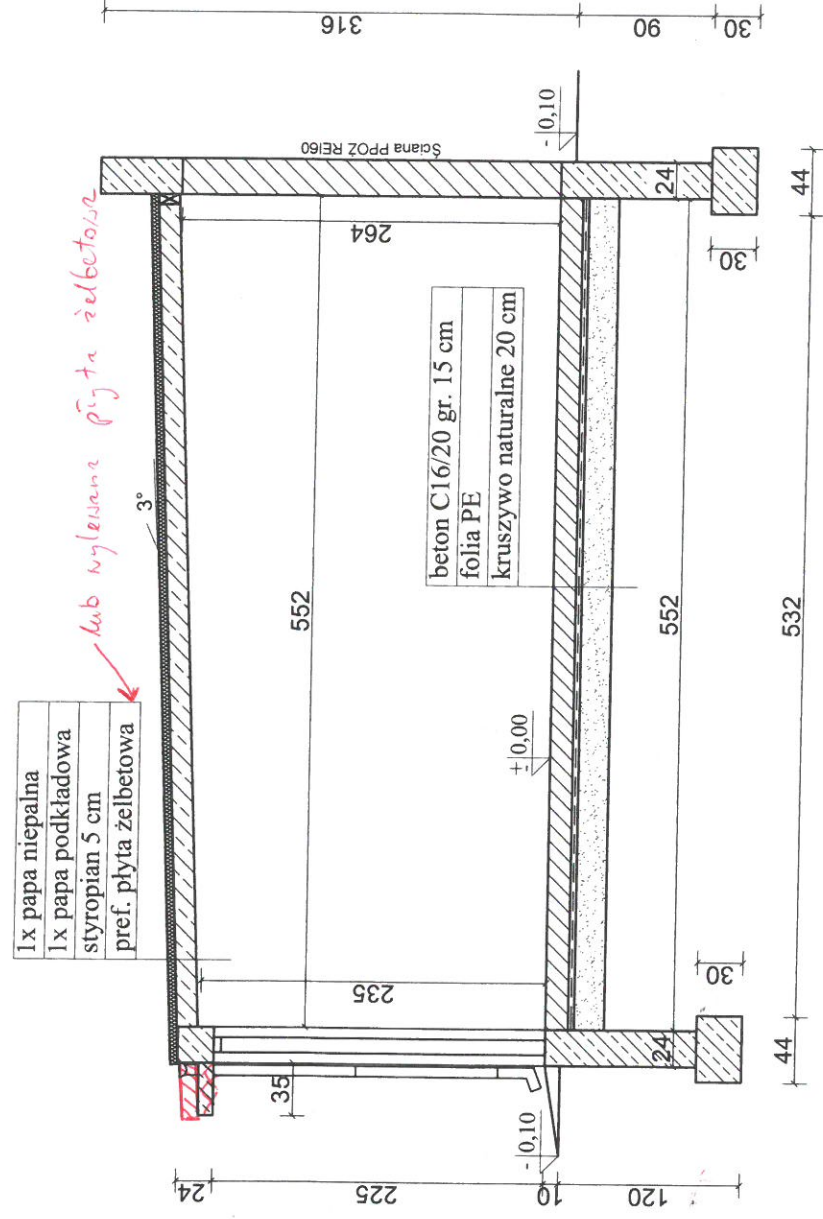 lub wylewana płyta żelbetowa
1x papa niepalna
1x papa podkładowa
styropian 5 cm
pref. płyta żelbetowa
3°
552
264
235
Ściana PPOŻ REI60
316
90
30
- 0,10
beton C16/20 gr. 15 cm
folia PE
kruszywo naturalne 20 cm
± 0,00
35
24
225
10
120
- 0,10
24
552
24
30
30
44
532
44